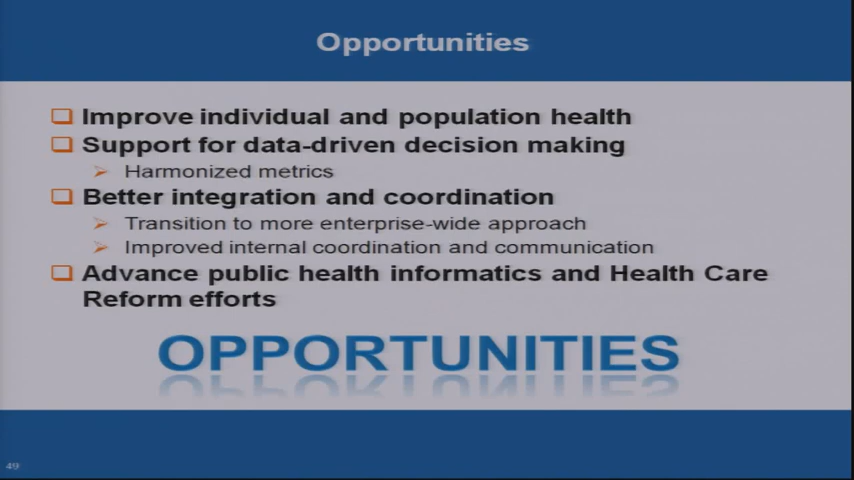 Opportunities
Improve individual and population health
Support for data-driven decision making
Harmonized metrics
Better integration and coordination
Transition to more enterprise-wide approach
Improved internal coordination and communication
Advance public health informatics and Health Care
Reform efforts
OPPORTUNITIES
49